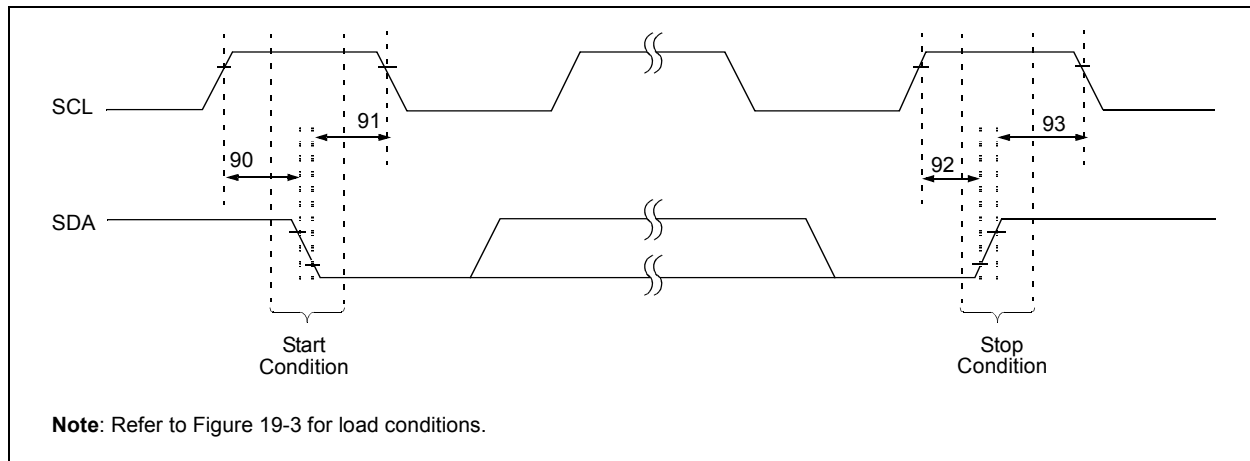 SCL
91
93
90
92
SDA
Start
Condition
Stop
Condition
Note: Refer to Figure 19-3 for load conditions.